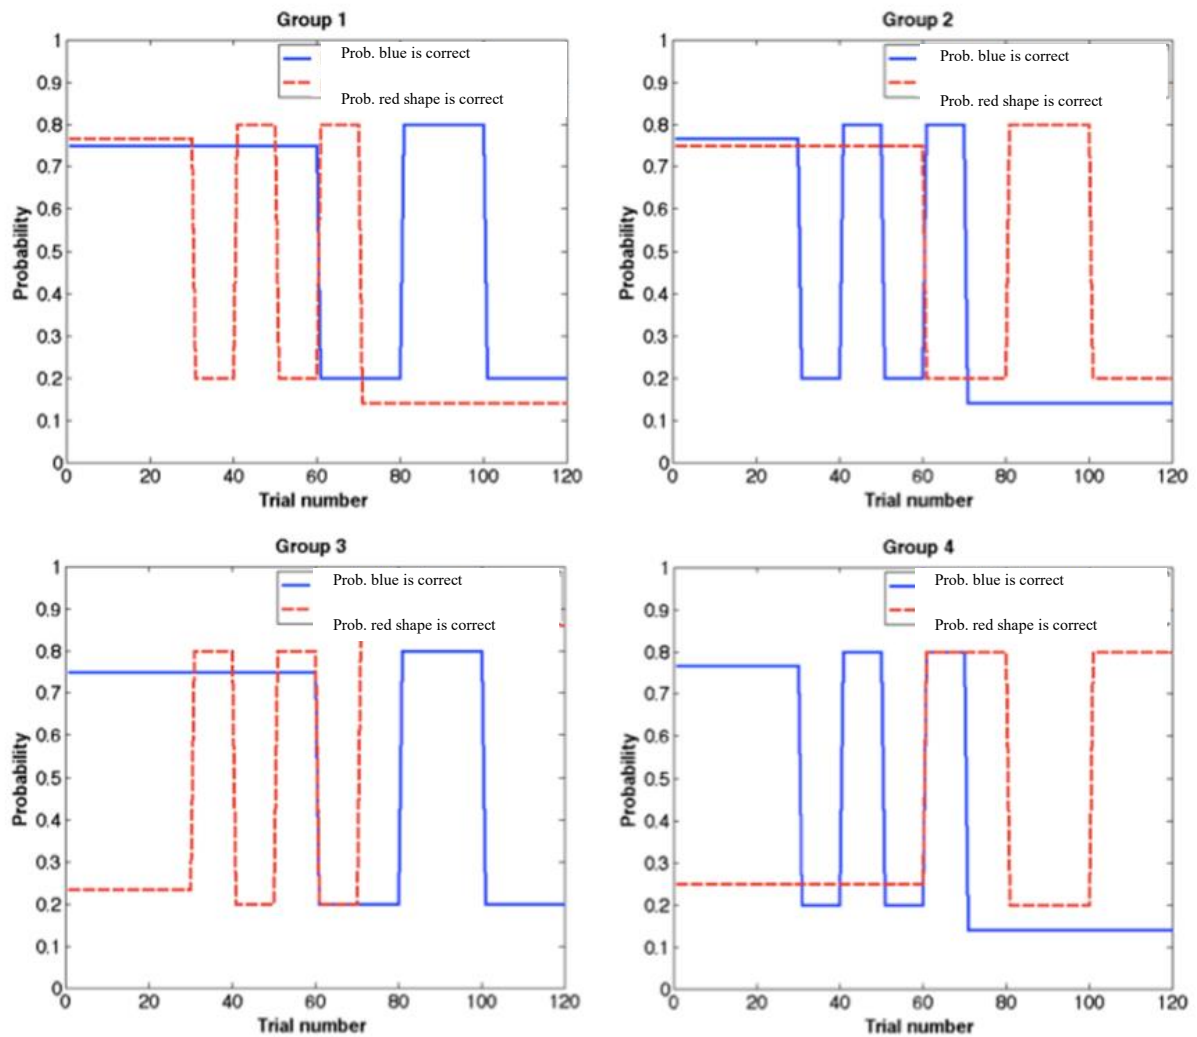 Group 1
Prob. blue is correct
Prob. red shape is correct
1
0.9
0.8
0.7
0.6
0.5
0.4
0.3
0.2
0.1
0
Probability
0 20 40 60 80 100 120
Trial number
Group 2
Prob. blue is correct
Prob. red shape is correct
1
0.9
0.8
0.7
0.6
0.5
0.4
0.3
0.2
0.1
0
Probability
0 20 40 60 80 100 120
Trial number
Group 3
Prob. blue is correct
Prob. red shape is correct
1
0.9
0.8
0.7
0.6
0.5
0.4
0.3
0.2
0.1
0
Probability
0 20 40 60 80 100 120
Trial number
Group 4
Prob. blue is correct
Prob. red shape is correct
1
0.9
0.8
0.7
0.6
0.5
0.4
0.3
0.2
0.1
0
Probability
0 20 40 60 80 100 120
Trial number